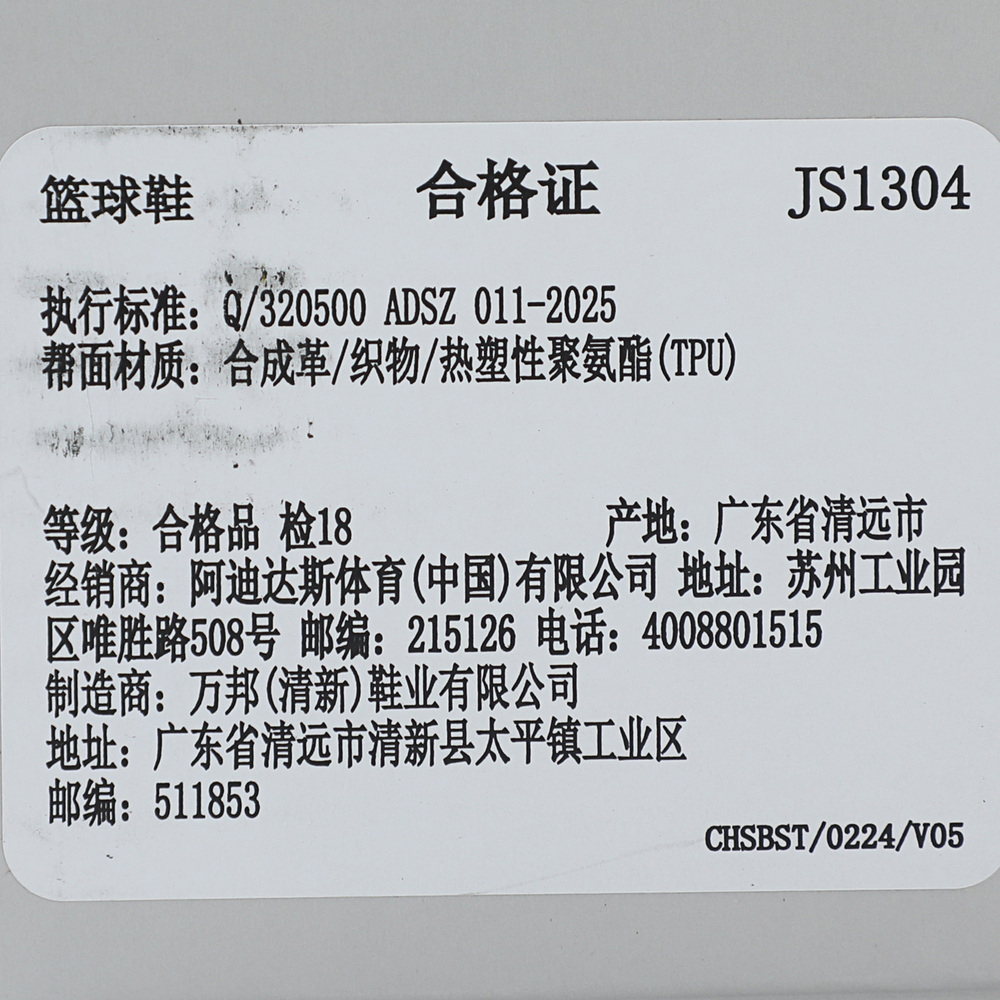 篮球鞋 合格证 JS1304
执行标准：Q/320500 ADSZ 011-2025
帮面材质：合成革/织物/热塑性聚氨酯(TPU)
等级：合格品 检18 产地：广东省清远市
经销商：阿迪达斯体育(中国)有限公司 地址：苏州工业园
区唯胜路508号 邮编：215126 电话：4008801515
制造商：万邦(清新)鞋业有限公司
地址：广东省清远市清新县太平镇工业区
邮编：511853
CHSBST/0224/V05